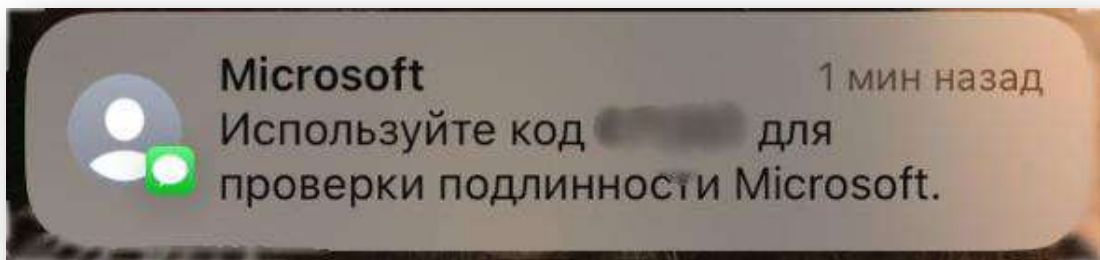 Microsoft
1 мин назад
Используйте код для
проверки подлинности Microsoft.